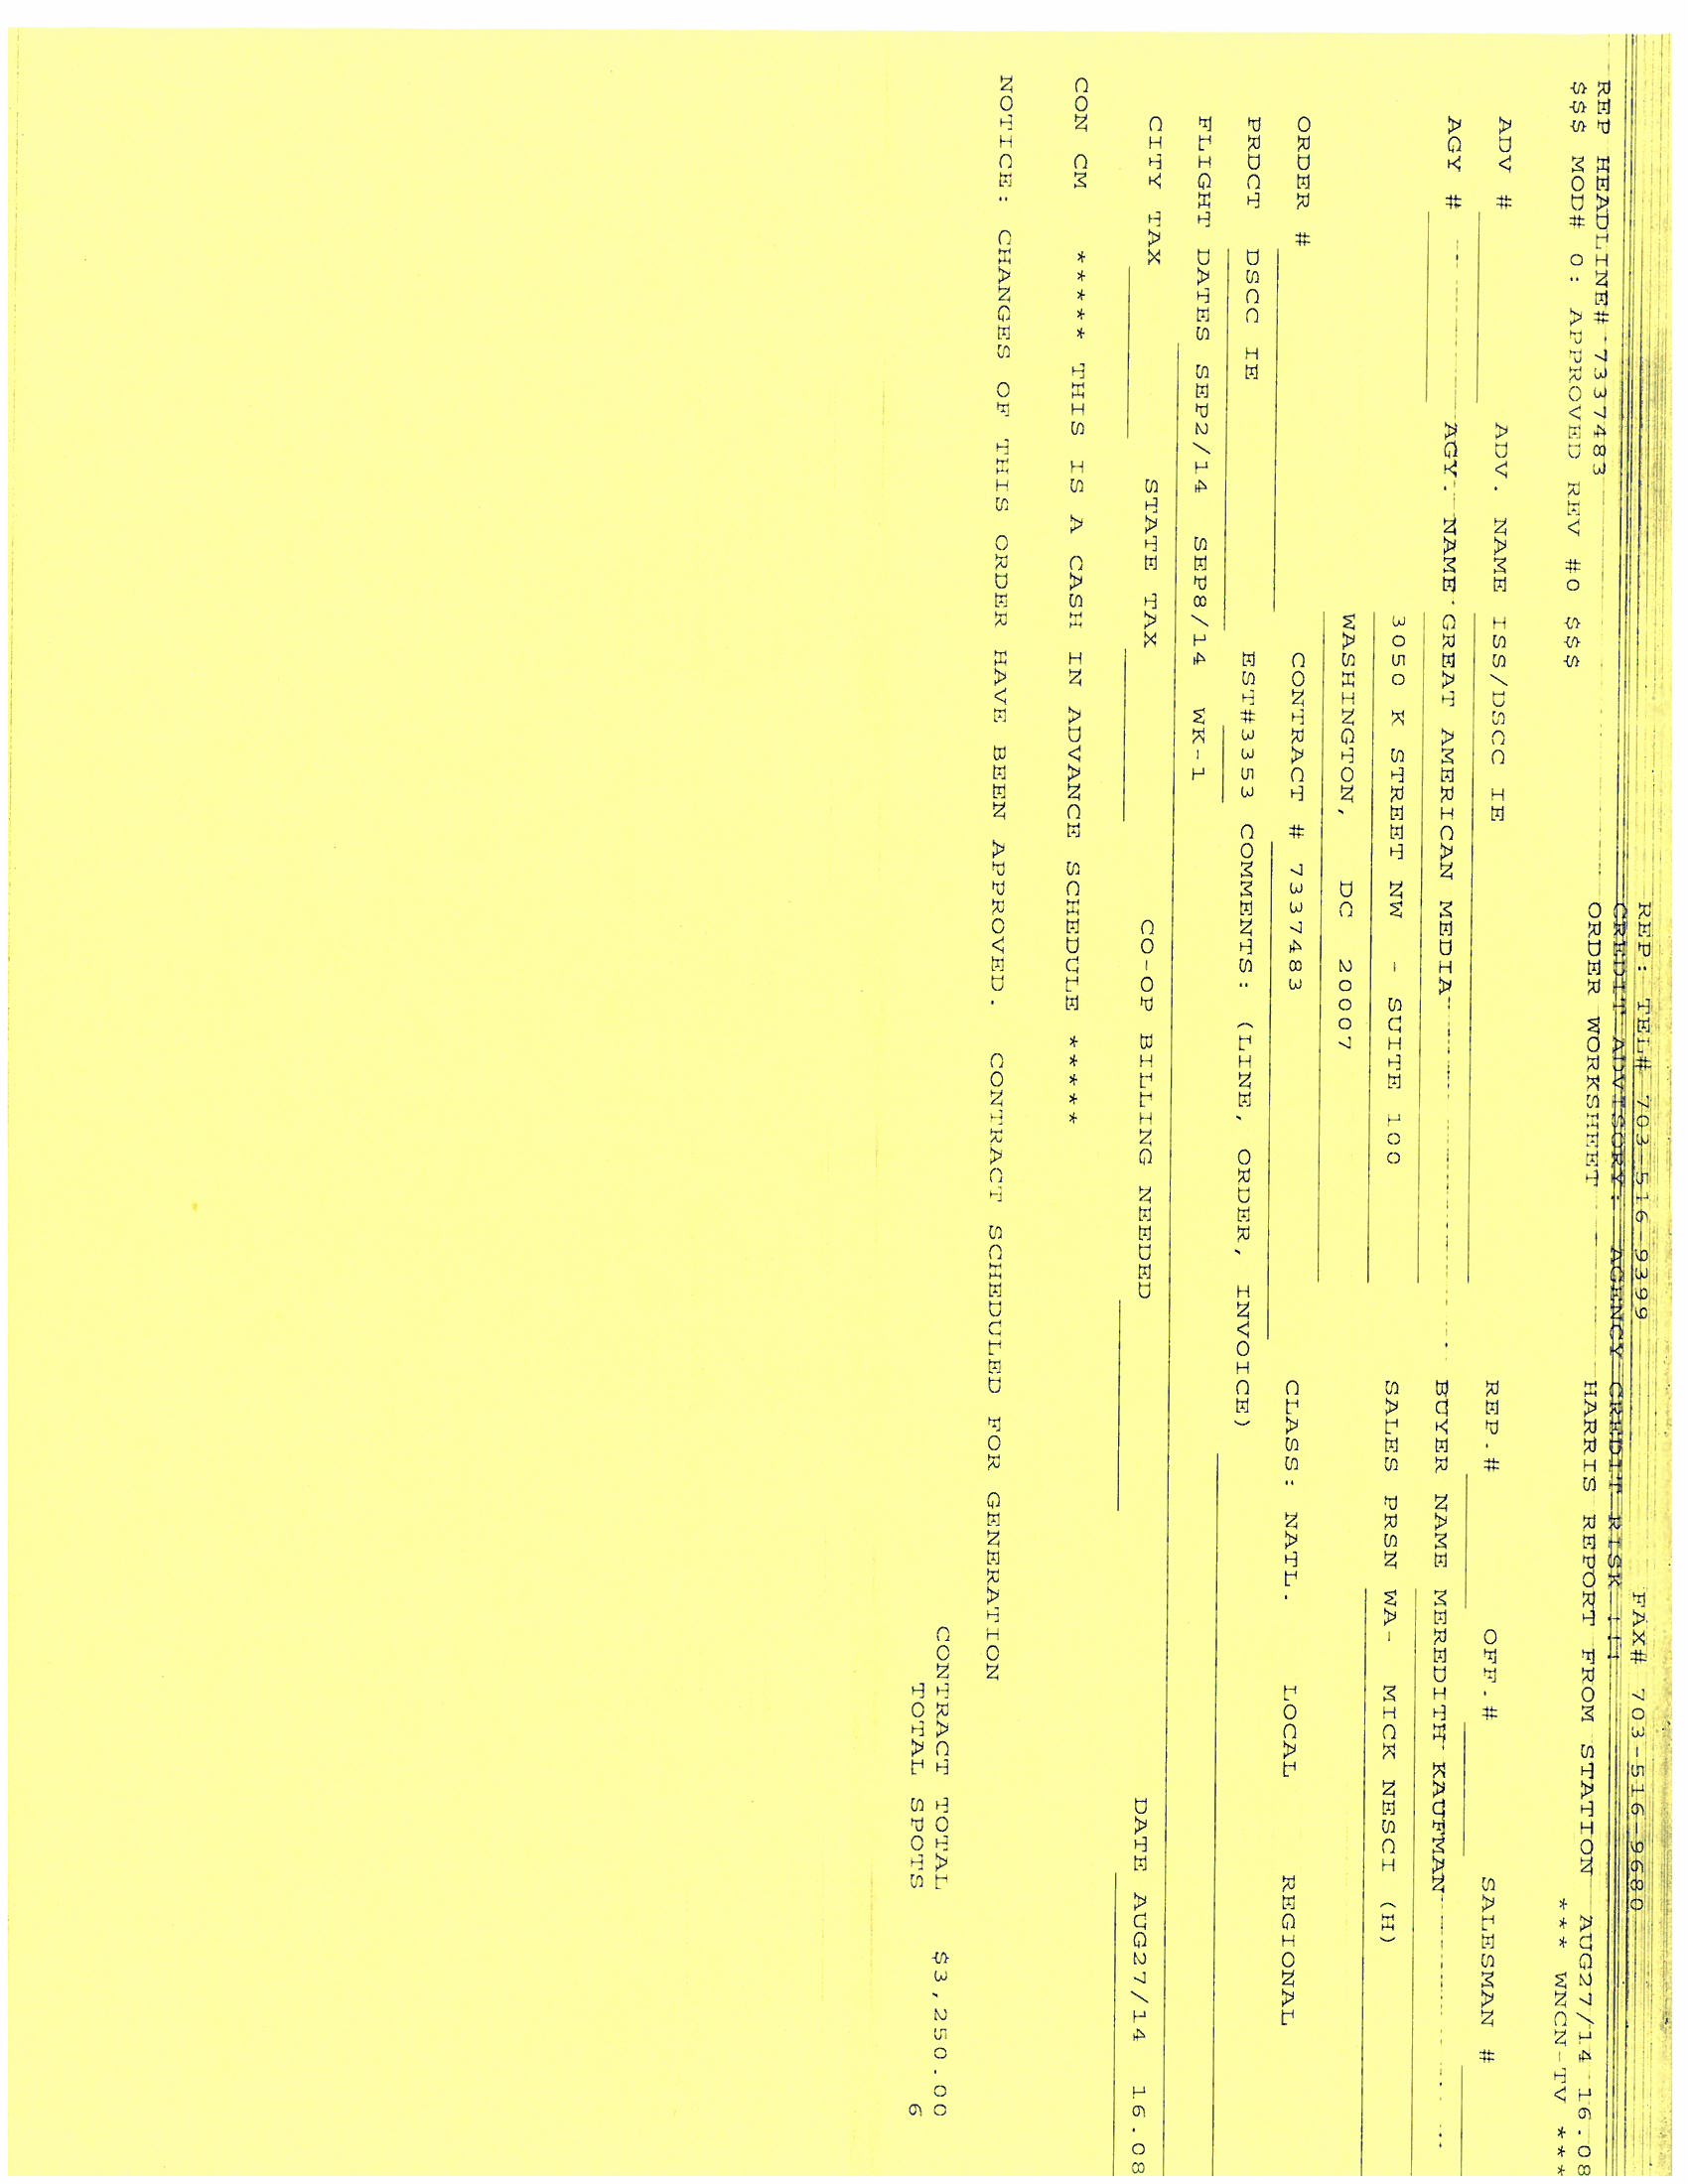 REP: TEL# 703-516-9399 FAX# 703-516-9680
CREDIT ADVISORY: AGENCY CREDIT RISK !!!
REP HEADLINE# 7337483 ORDER WORKSHEET HARRIS REPORT FROM STATION AUG27/14 16.08
$$$ MOD# 0: APPROVED REV #0 $$$ *** WNCN-TV ***
ADV # ADV. NAME ISS/DSCC IE REP.# OFF.# SALESMAN #
AGY # AGY. NAME GREAT AMERICAN MEDIA BUYER NAME MEREDITH KAUFMAN
3050 K STREET NW - SUITE 100 SALES PRSN WA- MICK NESCI (H)
WASHINGTON, DC 20007
ORDER # CONTRACT # 7337483 CLASS: NATL. LOCAL REGIONAL
PRDCT DSCC IE EST#3353 COMMENTS: (LINE, ORDER, INVOICE)
FLIGHT DATES SEP2/14 SEP8/14 WK-1
CITY TAX STATE TAX CO-OP BILLING NEEDED DATE AUG27/14 16.08
CON CM ***** THIS IS A CASH IN ADVANCE SCHEDULE *****
NOTICE: CHANGES OF THIS ORDER HAVE BEEN APPROVED. CONTRACT SCHEDULED FOR GENERATION
CONTRACT TOTAL $3,250.00
TOTAL SPOTS 6